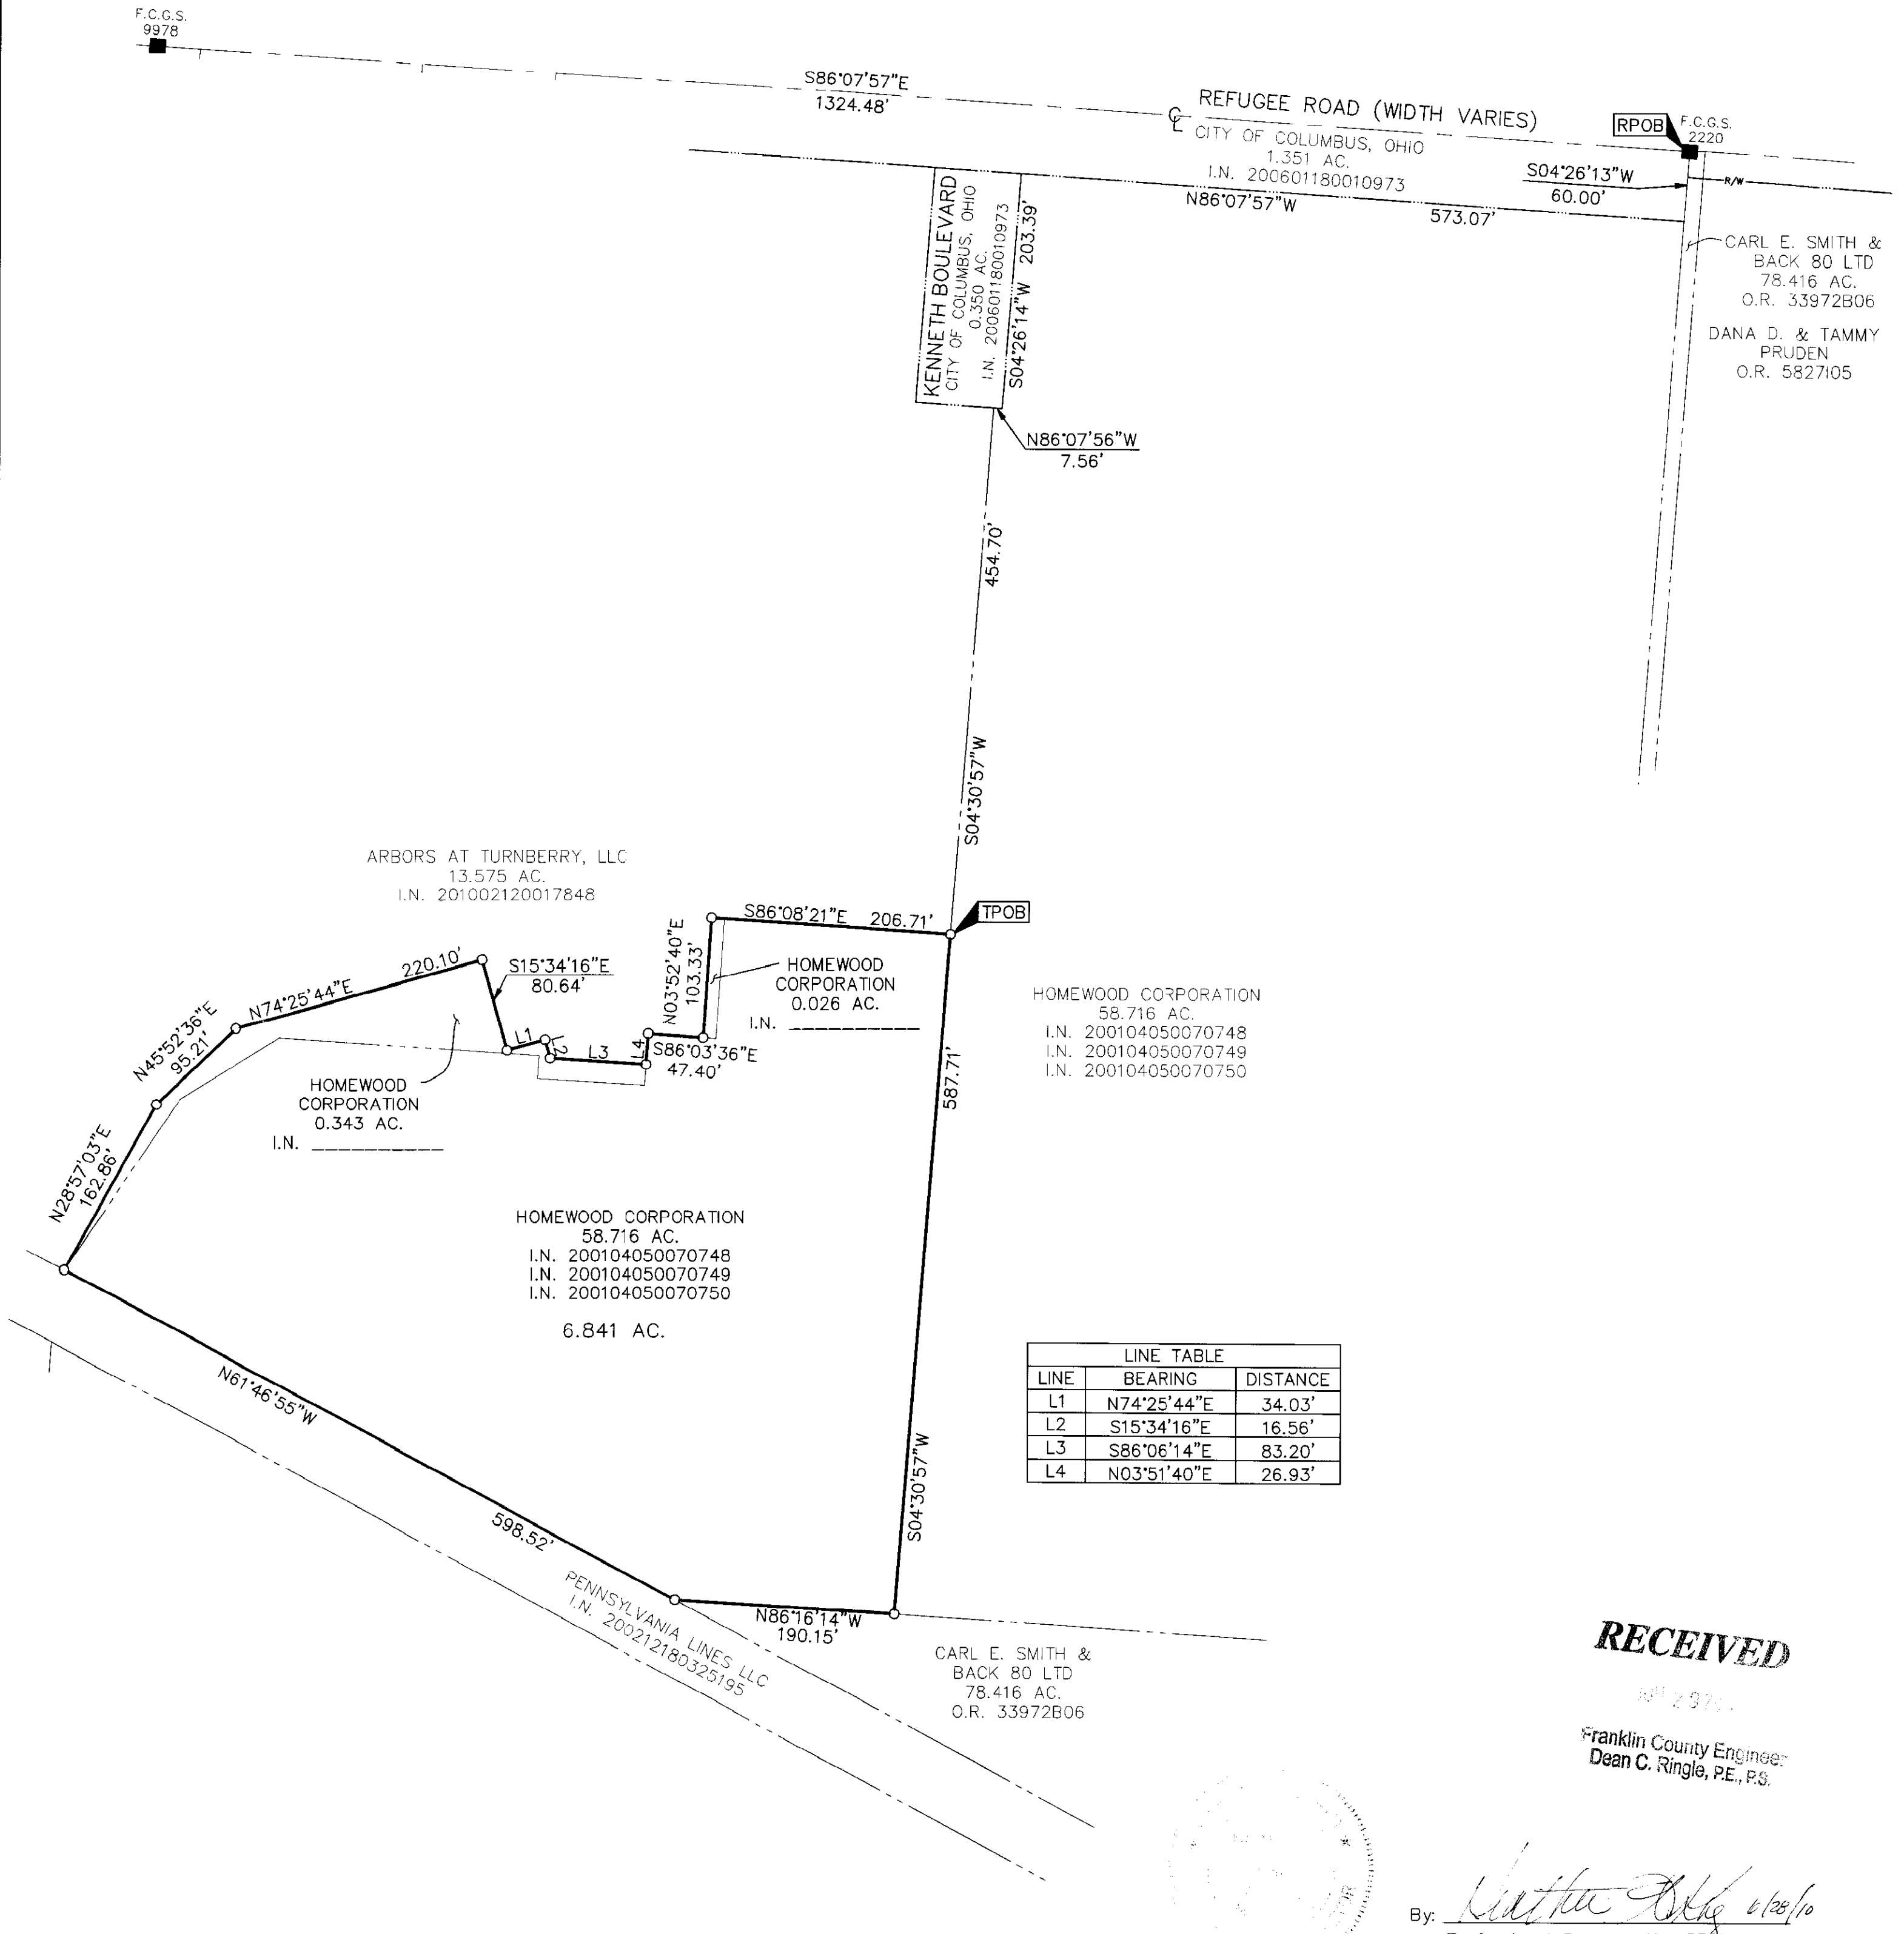 F.C.G.S.
9978
S86°07'57"E
1324.48'
REFUGEE ROAD (WIDTH VARIES)
CITY OF COLUMBUS, OHIO
1.351 AC.
I.N. 200601180010973
RPOB
F.C.G.S.
2220
S04°26'13"W
60.00'
R/W
N86°07'57"W 573.07'
KENNETH BOULEVARD
CITY OF COLUMBUS, OHIO
0.350 AC.
I.N. 200601180010973
S04°26'14"W 203.39'
CARL E. SMITH &
BACK 80 LTD
78.416 AC.
O.R. 33972B06
DANA D. & TAMMY
PRUDEN
O.R. 5827I05
N86°07'56"W
7.56'
454.70'
S04°30'57"W
ARBORS AT TURNBERRY, LLC
13.575 AC.
I.N. 201002120017848
S86°08'21"E 206.71'
TPOB
N03°52'40"E
103.33'
HOMEWOOD
CORPORATION
0.026 AC.
I.N.
220.10'
N74°25'44"E
S15°34'16"E
80.64'
N45°52'36"E
95.21'
L1
L2
L3
L4
S86°03'36"E
47.40'
HOMEWOOD CORPORATION
58.716 AC.
I.N. 200104050070748
I.N. 200104050070749
I.N. 200104050070750
587.71'
HOMEWOOD
CORPORATION
0.343 AC.
I.N.
N28°57'03"E
162.86'
HOMEWOOD CORPORATION
58.716 AC.
I.N. 200104050070748
I.N. 200104050070749
I.N. 200104050070750
6.841 AC.
LINE TABLE
LINE BEARING DISTANCE
L1 N74°25'44"E 34.03'
L2 S15°34'16"E 16.56'
L3 S86°06'14"E 83.20'
L4 N03°51'40"E 26.93'
N61°46'55"W
598.52'
S04°30'57"W
PENNSYLVANIA LINES LLC
I.N. 200212180325195
N86°16'14"W
190.15'
CARL E. SMITH &
BACK 80 LTD
78.416 AC.
O.R. 33972B06
RECEIVED
Franklin County Engineer
Dean C. Ringle, P.E., P.S.
By: 6/28/10